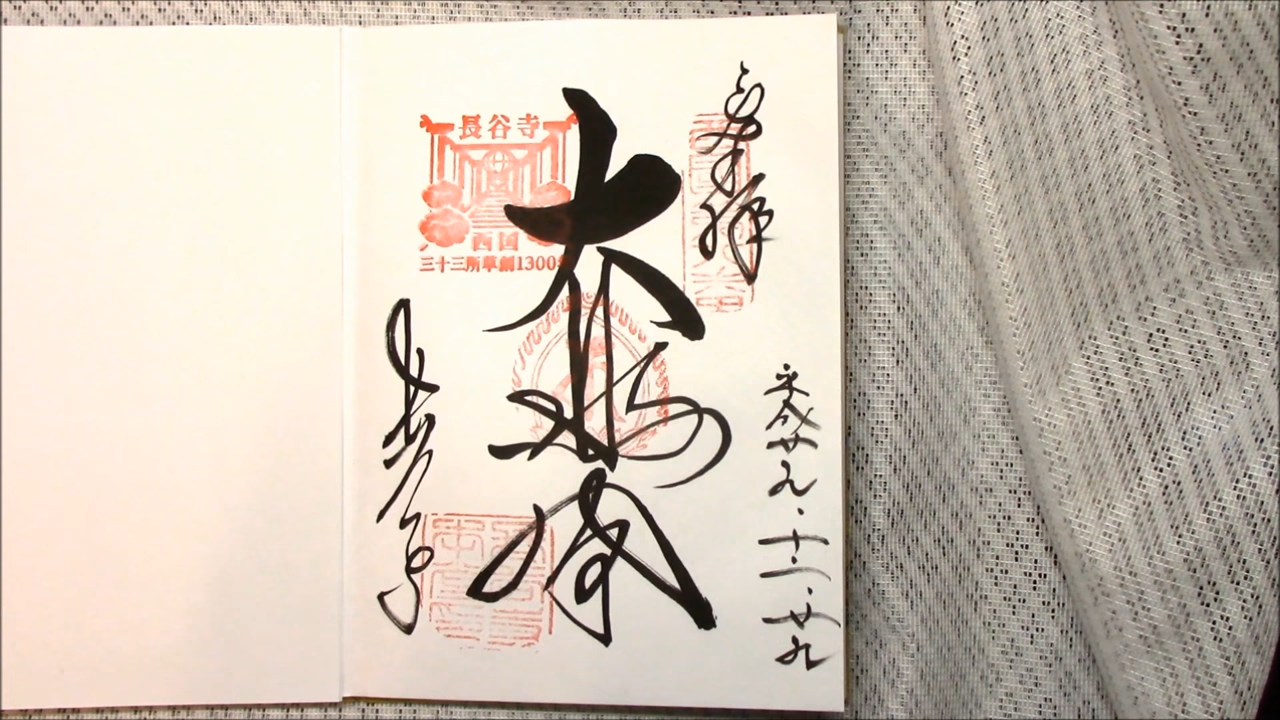 奉拝
平成廿九・十二・廿九
大悲閣
長谷寺
長谷寺
西国
三十三所草創1300年